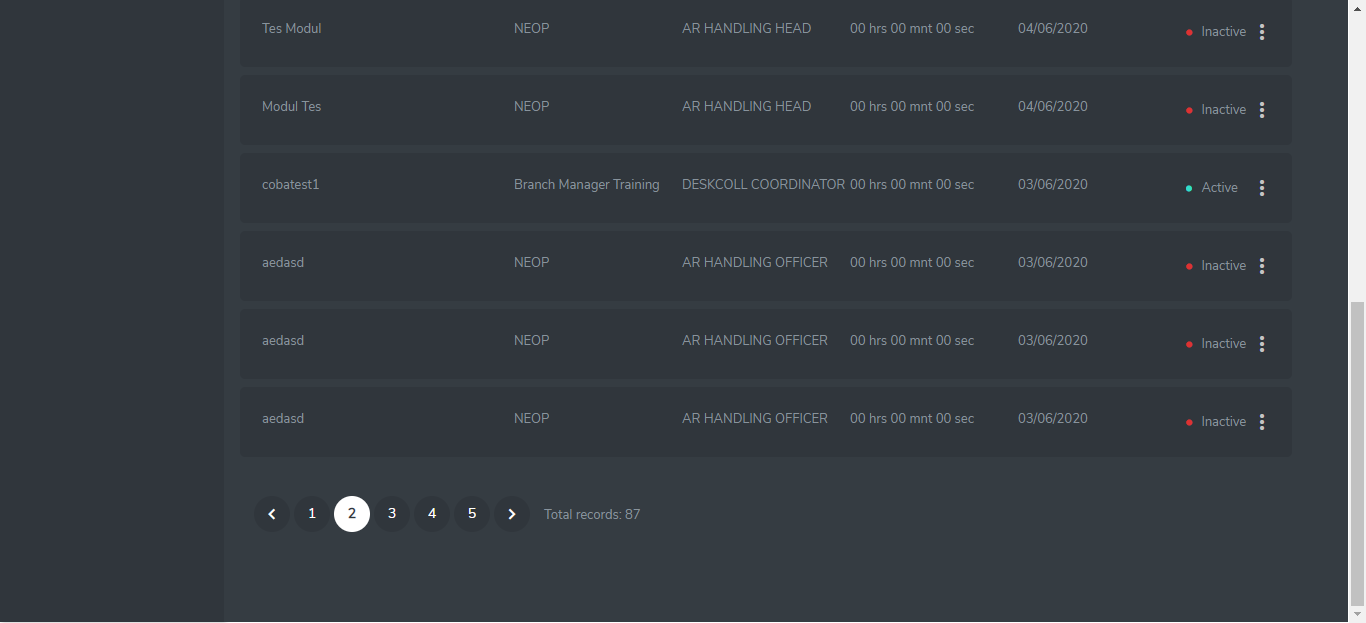 Tes Modul NEOP AR HANDLING HEAD 00 hrs 00 mnt 00 sec 04/06/2020 Inactive
Modul Tes NEOP AR HANDLING HEAD 00 hrs 00 mnt 00 sec 04/06/2020 Inactive
cobatest1 Branch Manager Training DESKCOLL COORDINATOR 00 hrs 00 mnt 00 sec 03/06/2020 Active
aedasd NEOP AR HANDLING OFFICER 00 hrs 00 mnt 00 sec 03/06/2020 Inactive
aedasd NEOP AR HANDLING OFFICER 00 hrs 00 mnt 00 sec 03/06/2020 Inactive
aedasd NEOP AR HANDLING OFFICER 00 hrs 00 mnt 00 sec 03/06/2020 Inactive
1 2 3 4 5 Total records: 87